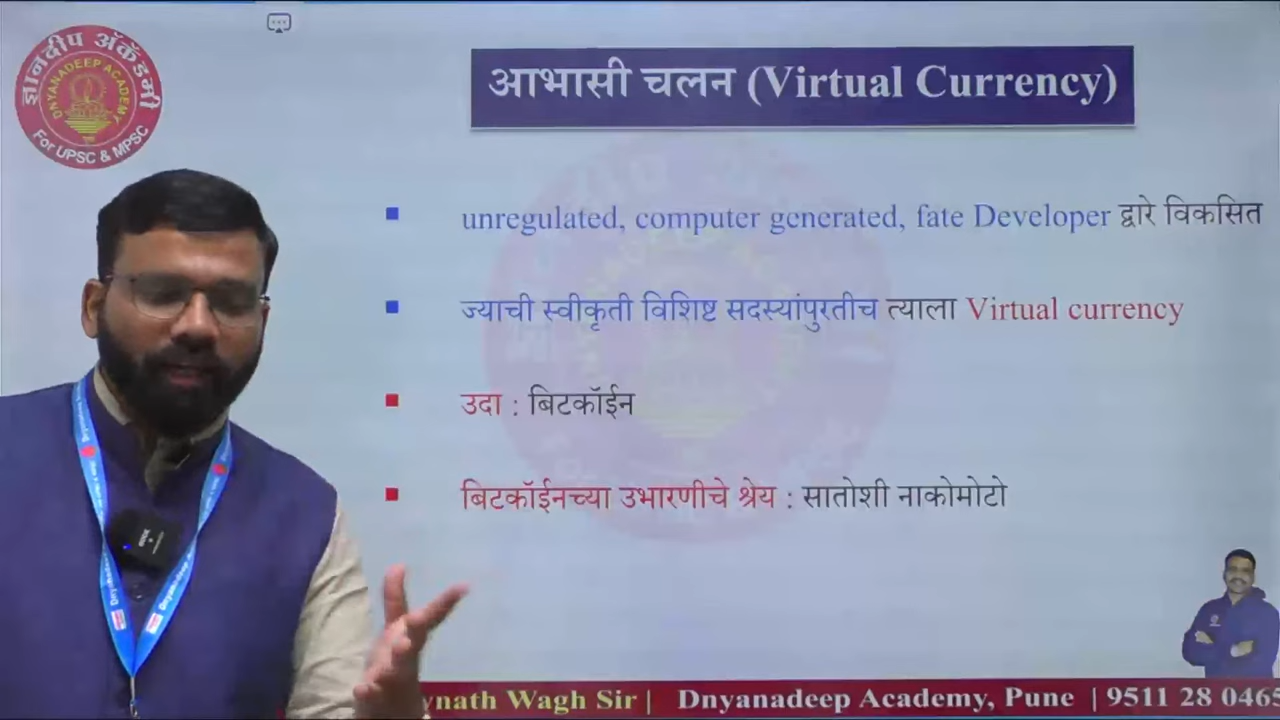 ज्ञानदीप अ‍ॅकॅडमी
DNYANADEEP ACADEMY
पुणे
For UPSC & MPSC
आभासी चलन (Virtual Currency)
unregulated, computer generated, fate Developer द्वारे विकसित
ज्याची स्वीकृती विशिष्ट सदस्यांपुरतीच त्याला Virtual currency
उदा : बिटकॉईन
बिटकॉईनच्या उभारणीचे श्रेय : सातोशी नाकोमोटो
ynath Wagh Sir | Dnyanadeep Academy, Pune | 9511 28 0465